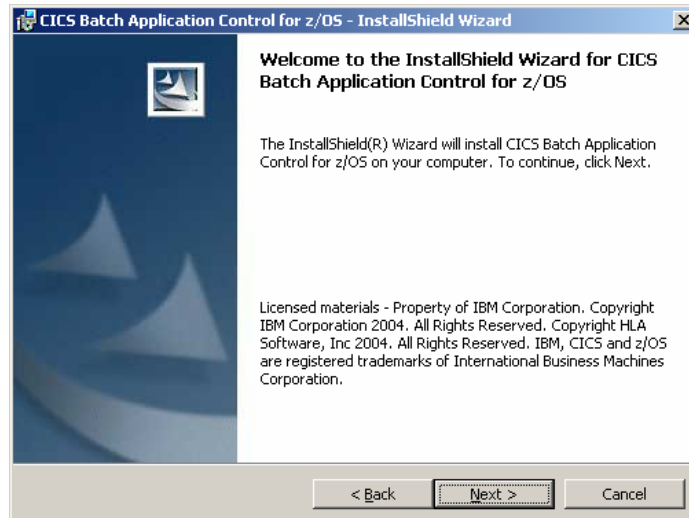 CICS Batch Application Control for z/OS - InstallShield Wizard
Welcome to the InstallShield Wizard for CICS
Batch Application Control for z/OS
The InstallShield(R) Wizard will install CICS Batch Application
Control for z/OS on your computer. To continue, click Next.
Licensed materials - Property of IBM Corporation. Copyright
IBM Corporation 2004. All Rights Reserved. Copyright HLA
Software, Inc 2004. All Rights Reserved. IBM, CICS and z/OS
are registered trademarks of International Business Machines
Corporation.
< Back Next > Cancel